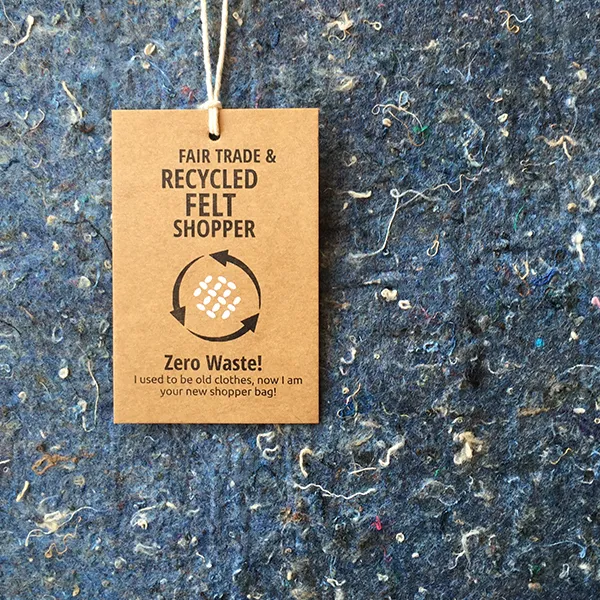 FAIR TRADE &
RECYCLED
FELT
SHOPPER
Zero Waste!
I used to be old clothes, now I am
your new shopper bag!